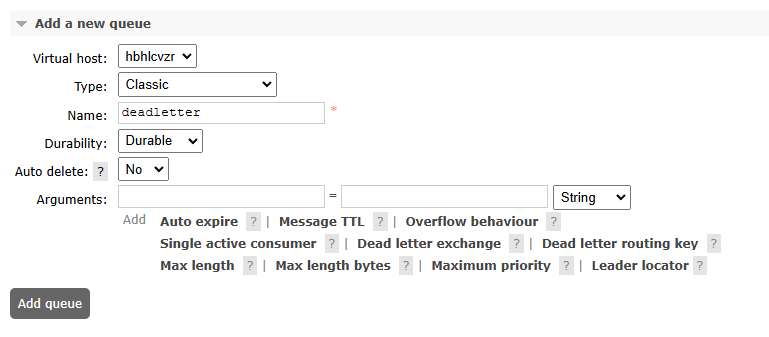 Add a new queue
Virtual host: hbhlcvzr
Type: Classic
Name: deadletter *
Durability: Durable
Auto delete: ? No
Arguments: = String
Add Auto expire ? | Message TTL ? | Overflow behaviour ?
Single active consumer ? | Dead letter exchange ? | Dead letter routing key ?
Max length ? | Max length bytes ? | Maximum priority ? | Leader locator ?
Add queue